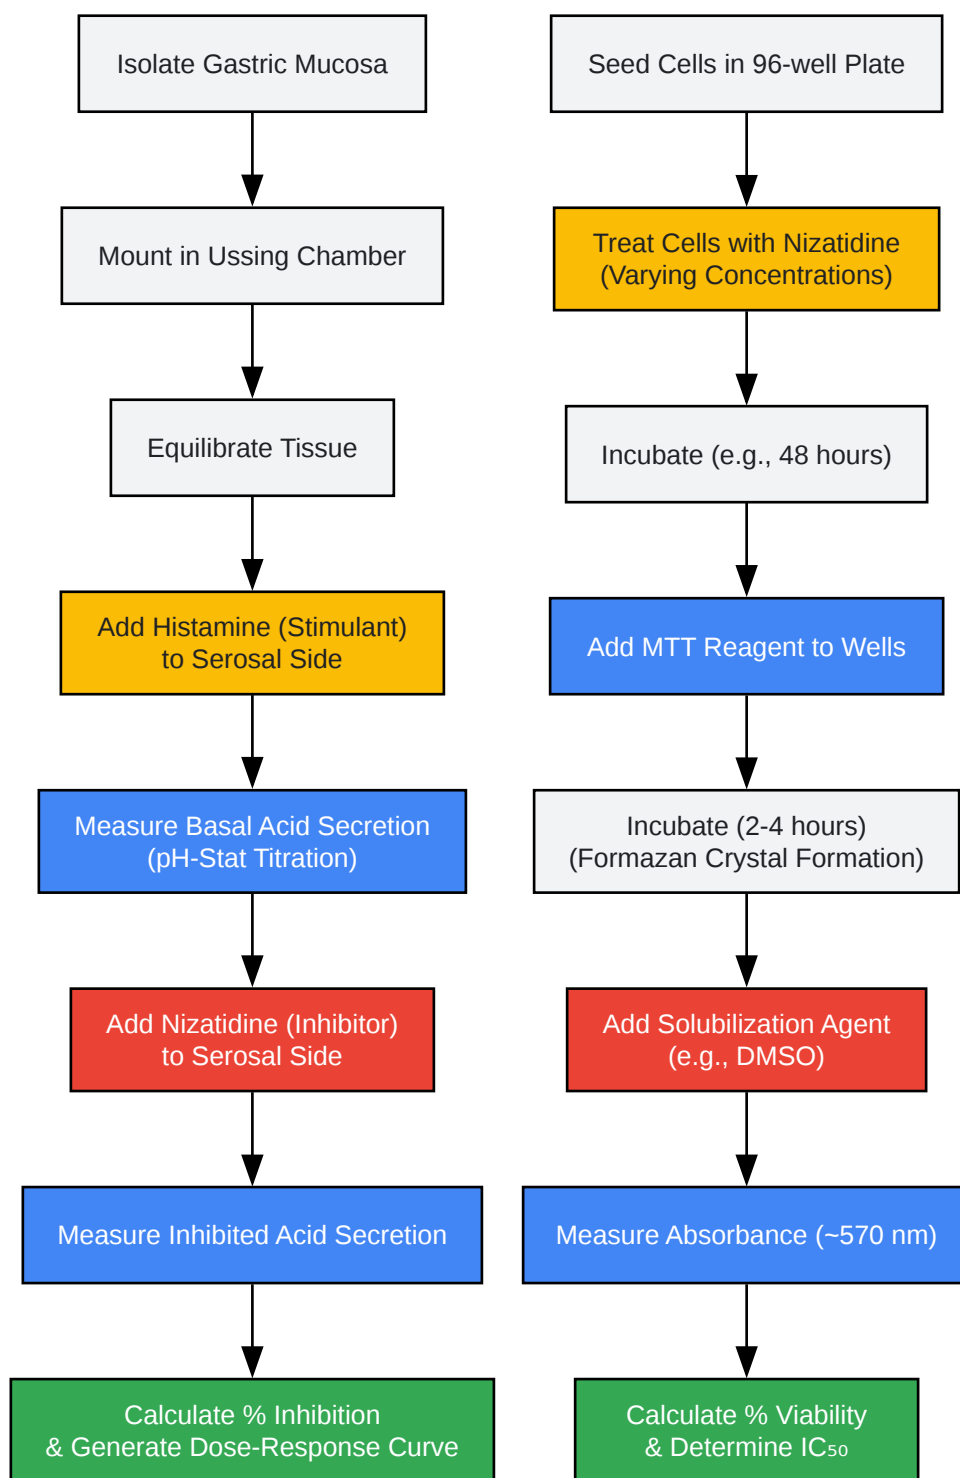 Isolate Gastric Mucosa
Mount in Ussing Chamber
Equilibrate Tissue
Add Histamine (Stimulant)
to Serosal Side
Measure Basal Acid Secretion
(pH-Stat Titration)
Add Nizatidine (Inhibitor)
to Serosal Side
Measure Inhibited Acid Secretion
Calculate % Inhibition
& Generate Dose-Response Curve
Seed Cells in 96-well Plate
Treat Cells with Nizatidine
(Varying Concentrations)
Incubate (e.g., 48 hours)
Add MTT Reagent to Wells
Incubate (2-4 hours)
(Formazan Crystal Formation)
Add Solubilization Agent
(e.g., DMSO)
Measure Absorbance (~570 nm)
Calculate % Viability
& Determine IC₅₀